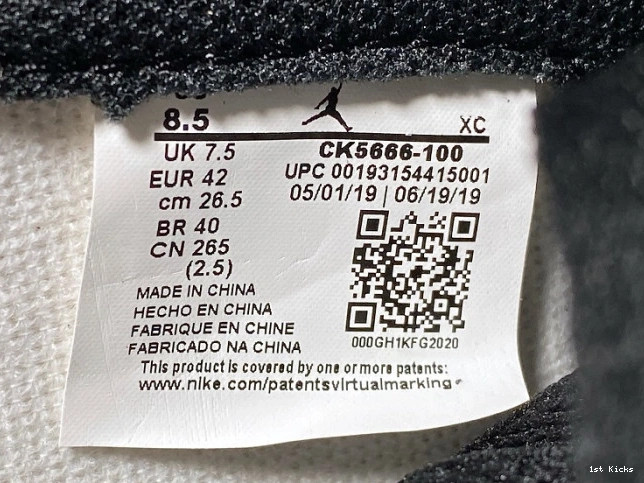 8.5
XC
UK 7.5
EUR 42
cm 26.5
BR 40
CN 265
(2.5)
CK5666-100
UPC 00193154415001
05/01/19 | 06/19/19
000GH1KFG2020
MADE IN CHINA
HECHO EN CHINA
FABRIQUE EN CHINE
FABRICADO NA CHINA
This product is covered by one or more patents:
www.nike.com/patentsvirtualmarking
1st Kicks